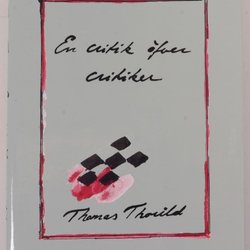 En critik öfver
critiker
Thomas Thorild